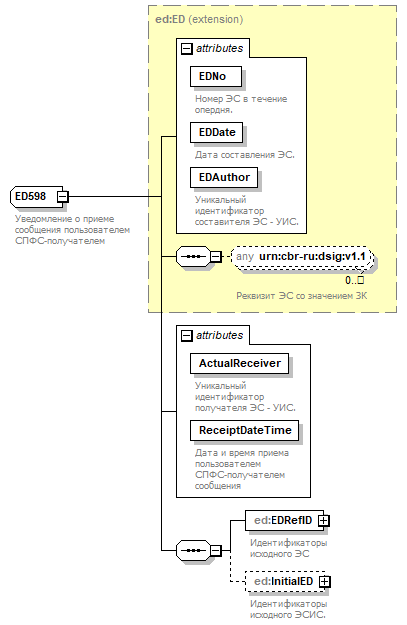 ed:ED (extension)
attributes
EDNo
Номер ЭС в течение
опердня.
EDDate
Дата составления ЭС.
EDAuthor
Уникальный
идентификатор
составителя ЭС - УИС.
ED598
Уведомление о приеме
сообщения пользователем
СПФС-получателем
any urn:cbr-ru:dsig:v1.1
0..□
Реквизит ЭС со значением ЗК
attributes
ActualReceiver
Уникальный
идентификатор
получателя ЭС - УИС.
ReceiptDateTime
Дата и время приема
пользователем
СПФС-получателем
сообщения
ed:EDRefID
Идентификаторы
исходного ЭС
ed:InitialED
Идентификаторы
исходного ЭСИС.